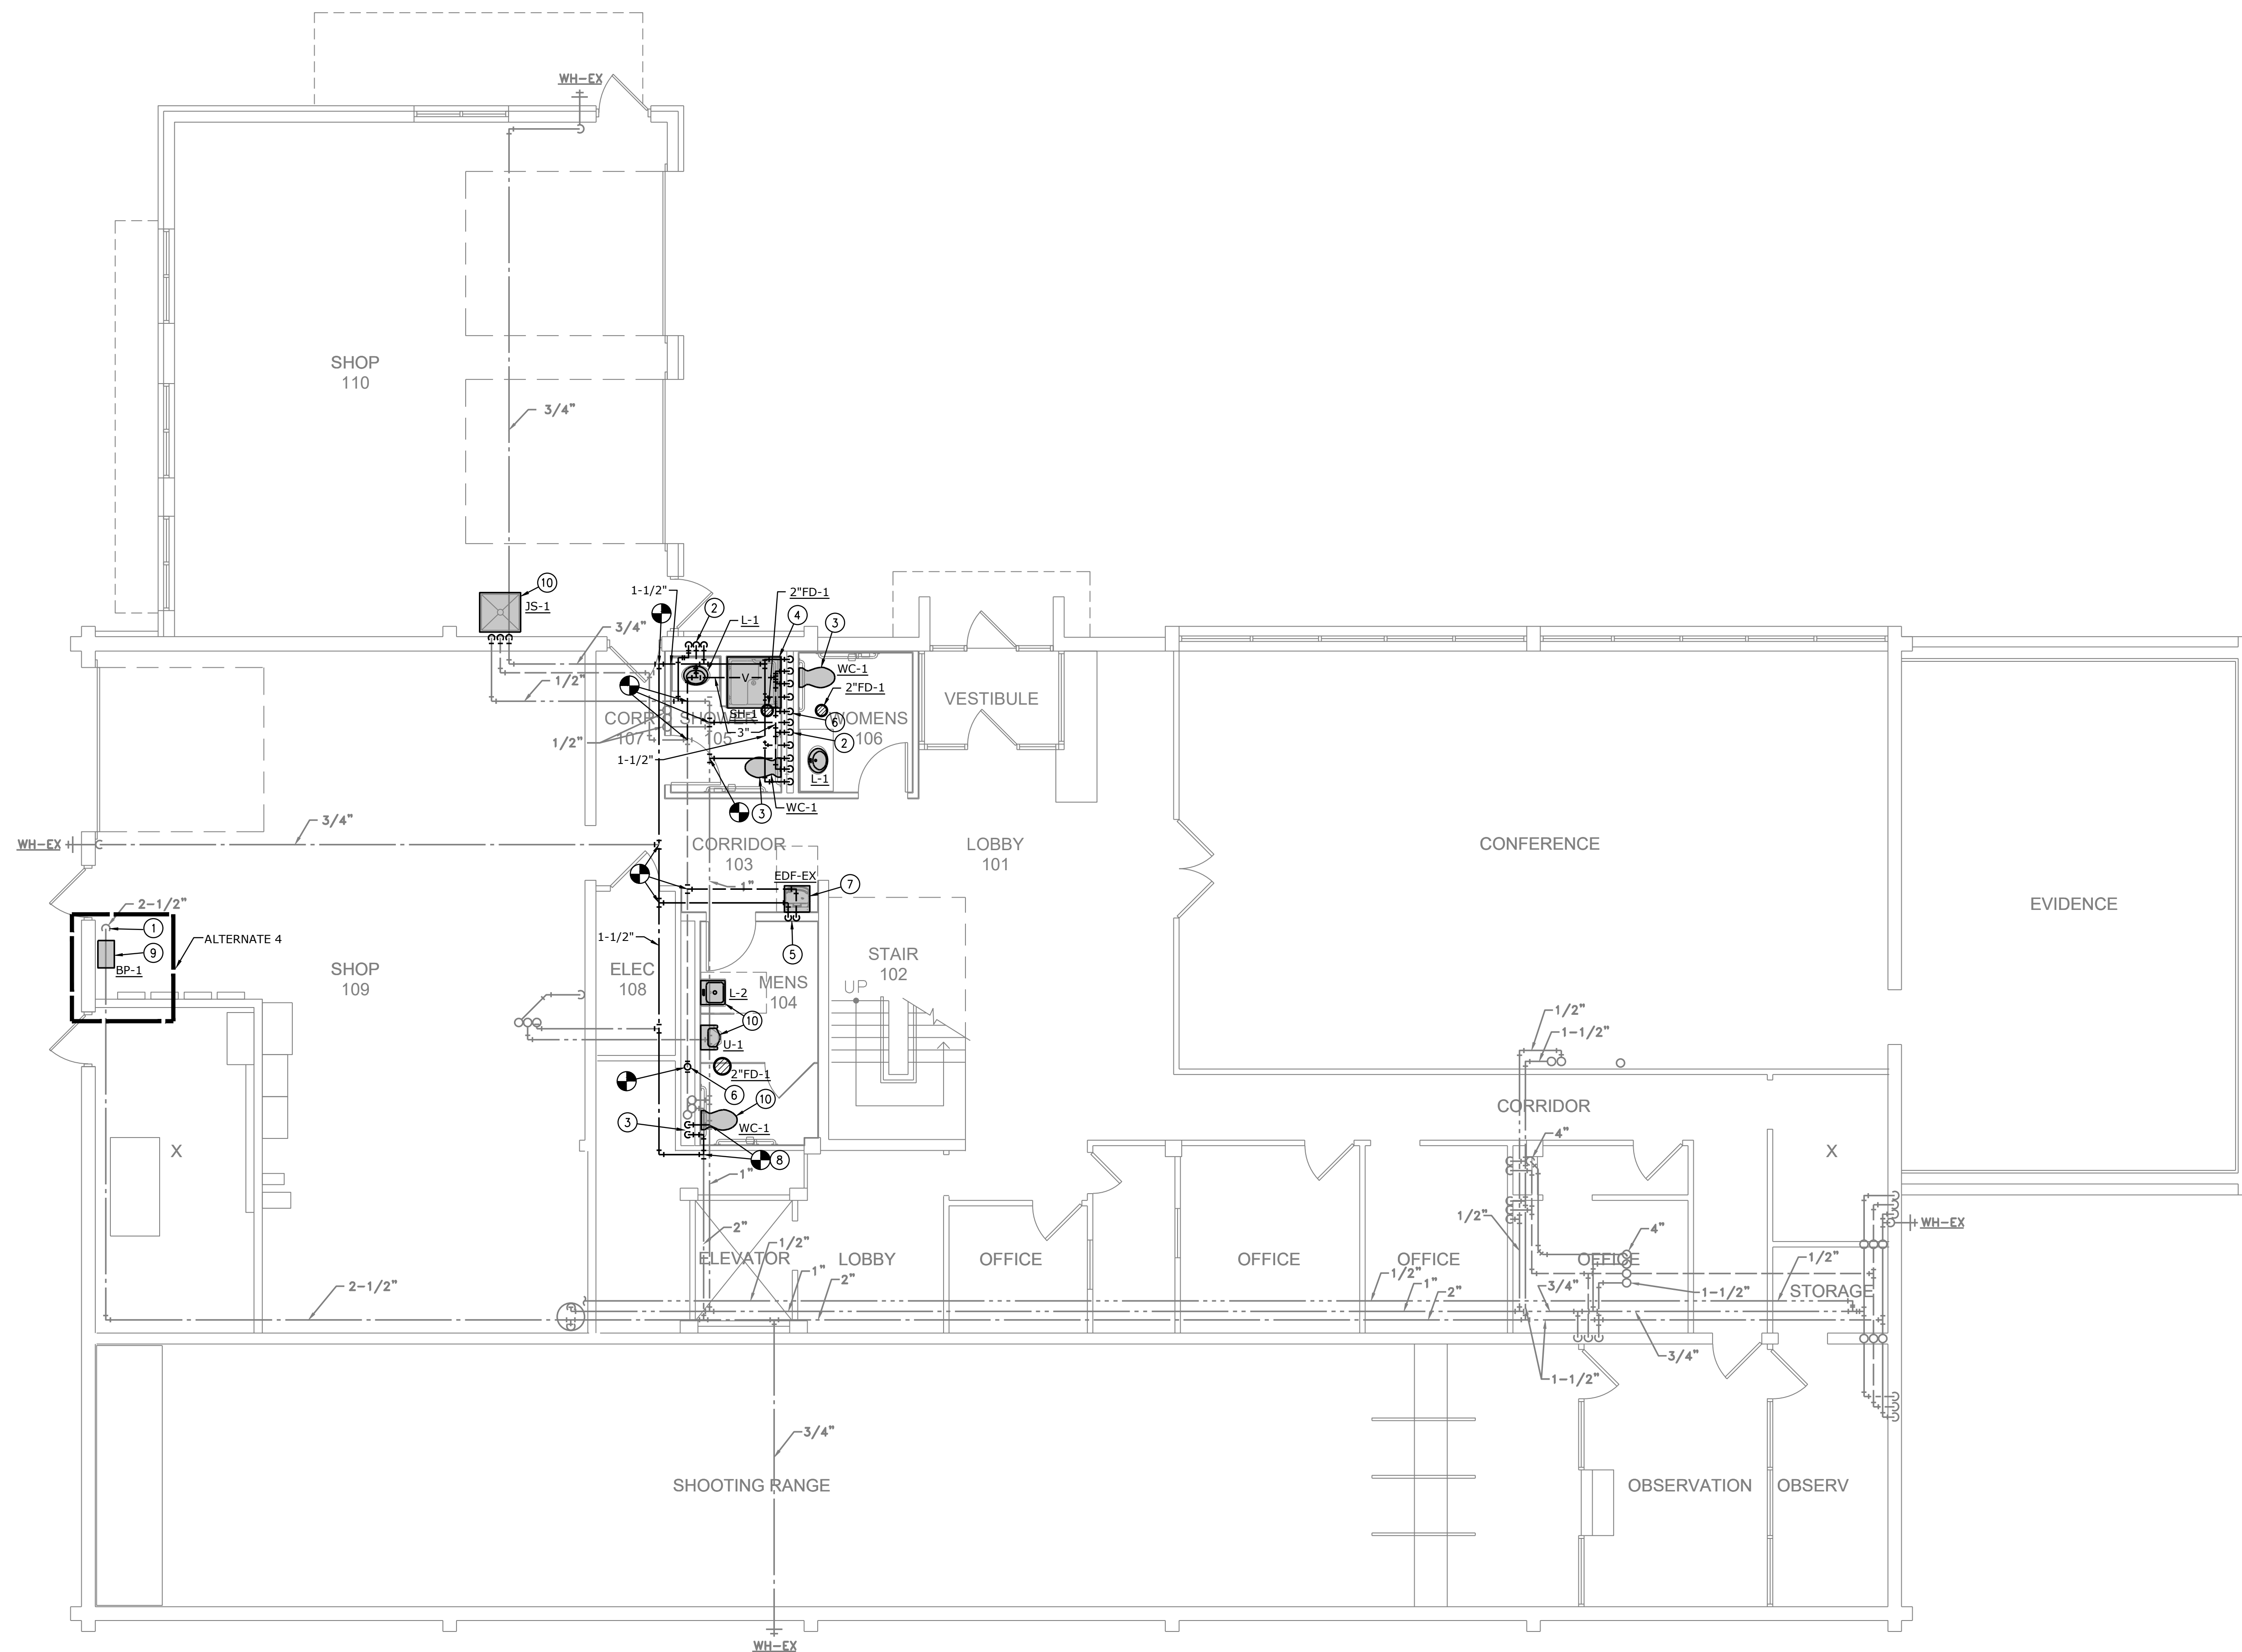 WH-EX
SHOP
110
3/4"
10
JS-1
3/4"
1/2"
1-1/2"
2
L-1
2"FD-1
4
3
WC-1
2"FD-1
V
SH-1
CORR
107
SHOWER
105
3"
6
WOMENS
106
2
1/2"
1-1/2"
L-1
3
WC-1
VESTIBULE
3/4"
WH-EX
CORRIDOR
103
LOBBY
101
CONFERENCE
1"
EDF-EX
7
EVIDENCE
2-1/2"
1
9
BP-1
ALTERNATE 4
SHOP
109
1-1/2"
ELEC
108
5
MENS
104
STAIR
102
UP
L-2
10
U-1
2"FD-1
6
10
3
WC-1
8
1/2"
1-1/2"
CORRIDOR
4"
X
X
1"
2"
1/2"
ELEVATOR
LOBBY
OFFICE
OFFICE
OFFICE
OFFICE
1/2"
4"
WH-EX
1/2"
2-1/2"
1"
2"
1/2"
1"
2"
3/4"
1-1/2"
STORAGE
3/4"
1-1/2"
3/4"
SHOOTING RANGE
OBSERVATION
OBSERV
WH-EX